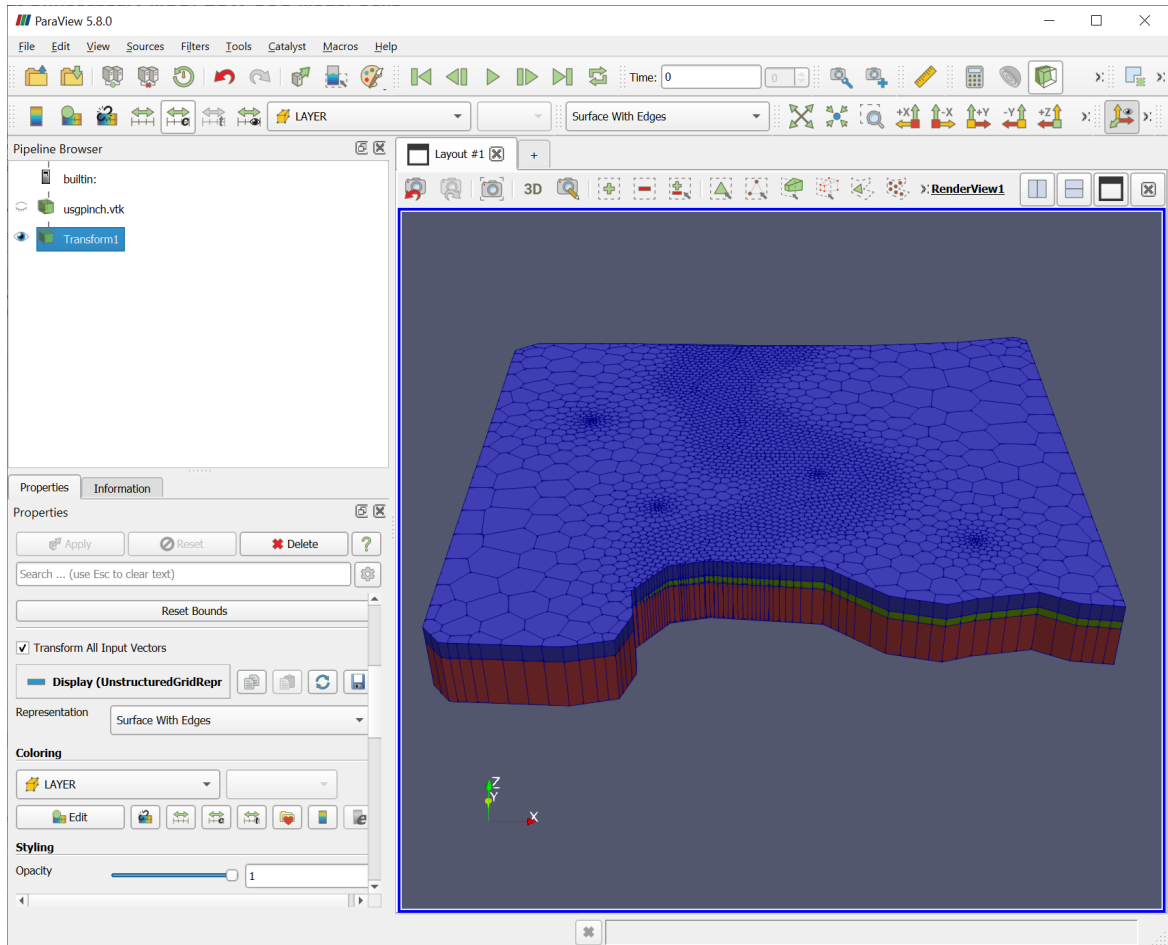 ParaView 5.8.0
File Edit View Sources Filters Tools Catalyst Macros Help
Time: 0 0
LAYER Surface With Edges +X -X +Y -Y +Z
Pipeline Browser
Layout #1 +
builtin:
3D RenderView1
usgpinch.vtk
Transform1
Properties Information
Properties
Apply Reset Delete ?
Search ... (use Esc to clear text)
Reset Bounds
Transform All Input Vectors
Display (UnstructuredGridRepr
Representation Surface With Edges
Coloring
LAYER
Edit
Styling
Opacity 1
Z
Y
X